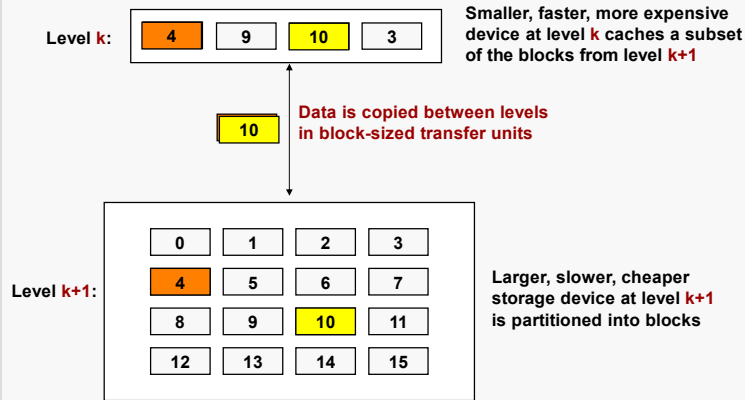 Level k:
4 9 10 3
Smaller, faster, more expensive
device at level k caches a subset
of the blocks from level k+1
10
Data is copied between levels
in block-sized transfer units
Level k+1:
0 1 2 3
4 5 6 7
8 9 10 11
12 13 14 15
Larger, slower, cheaper
storage device at level k+1
is partitioned into blocks